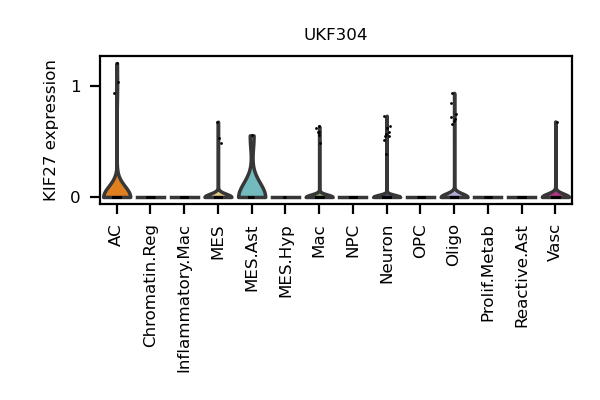 UKF304
KIF27 expression
1
0
AC
Chromatin.Reg
Inflammatory.Mac
MES
MES.Ast
MES.Hyp
Mac
NPC
Neuron
OPC
Oligo
Prolif.Metab
Reactive.Ast
Vasc